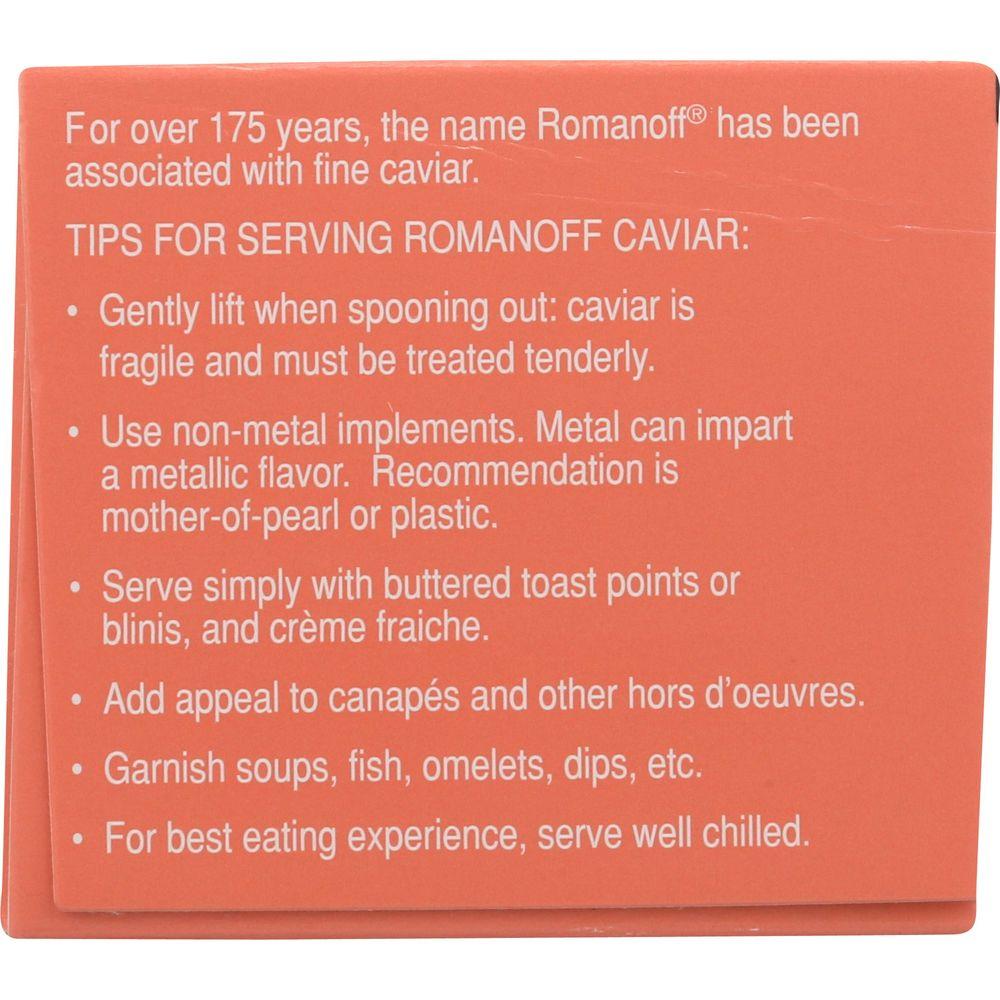 For over 175 years, the name Romanoff® has been
associated with fine caviar.
TIPS FOR SERVING ROMANOFF CAVIAR:
• Gently lift when spooning out: caviar is
fragile and must be treated tenderly.
• Use non-metal implements. Metal can impart
a metallic flavor. Recommendation is
mother-of-pearl or plastic.
• Serve simply with buttered toast points or
blinis, and crème fraiche.
• Add appeal to canapés and other hors d'oeuvres.
• Garnish soups, fish, omelets, dips, etc.
• For best eating experience, serve well chilled.